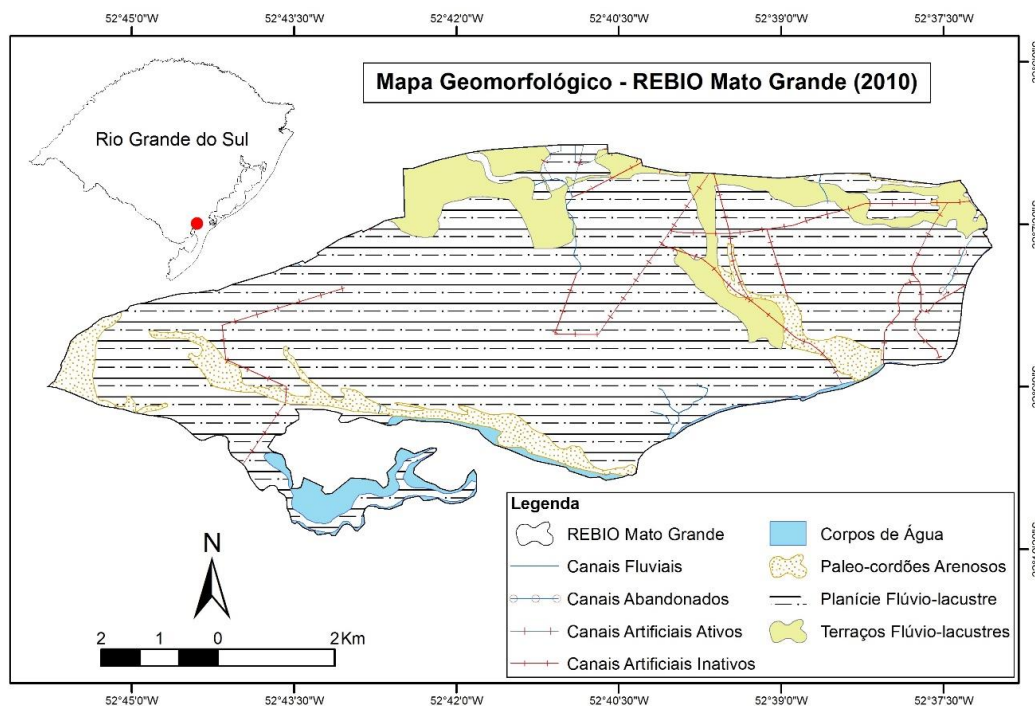 52°45'0"W 52°43'30"W 52°42'0"W 52°40'30"W 52°39'0"W 52°37'30"W
Mapa Geomorfológico - REBIO Mato Grande (2010)
Rio Grande do Sul
Legenda
REBIO Mato Grande
Canais Fluviais
Canais Abandonados
Canais Artificiais Ativos
Canais Artificiais Inativos
Corpos de Água
Paleo-cordões Arenosos
Planície Flúvio-lacustre
Terraços Flúvio-lacustres
N
2 1 0 2 Km
52°45'0"W 52°43'30"W 52°42'0"W 52°40'30"W 52°39'0"W 52°37'30"W